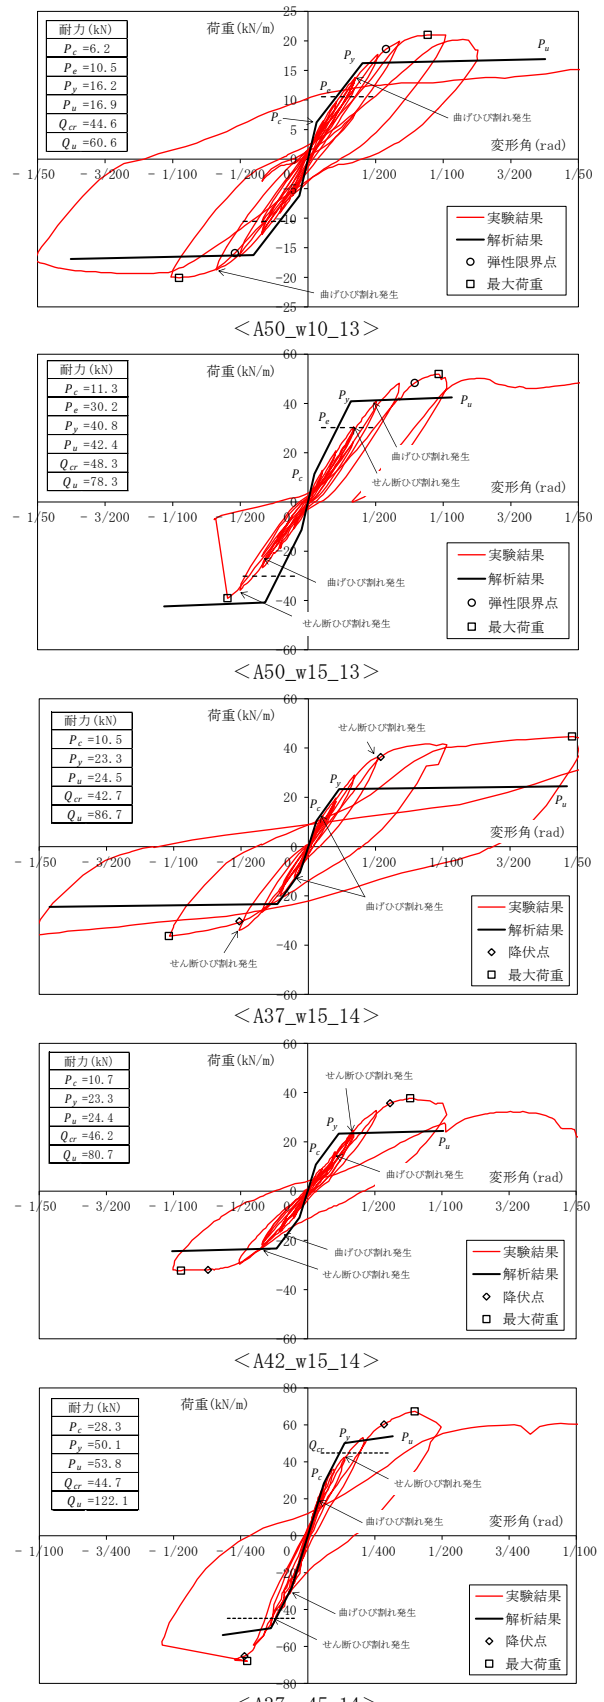 荷重(kN/m)
耐力(kN)
Pc =6.2
Pe =10.5
Py =16.2
Pu =16.9
Qcr =44.6
Qu =60.6
25
20
15
10
5
0
-5
-10
-15
-20
-25
Py
Pu
Pe
Pc
曲げひび割れ発生
変形角(rad)
- 1/50
- 3/200
- 1/100
- 1/200
1/200
1/100
3/200
1/50
実験結果
解析結果
弾性限界点
最大荷重
曲げひび割れ発生
<A50_w10_13>
荷重(kN/m)
耐力(kN)
Pc =11.3
Pe =30.2
Py =40.8
Pu =42.4
Qcr =48.3
Qu =78.3
60
40
20
0
-20
-40
-60
Py
Pu
Pe
Pc
曲げひび割れ発生
せん断ひび割れ発生
変形角(rad)
- 1/50
- 3/200
- 1/100
- 1/200
1/200
1/100
3/200
1/50
実験結果
解析結果
弾性限界点
最大荷重
曲げひび割れ発生
せん断ひび割れ発生
<A50_w15_13>
荷重(kN/m)
耐力(kN)
Pc =10.5
Py =23.3
Pu =24.5
Qcr =42.7
Qu =86.7
60
40
20
0
-20
-40
-60
せん断ひび割れ発生
Py
Pc
Pu
変形角(rad)
- 1/50
- 3/200
- 1/100
- 1/200
1/200
1/100
3/200
1/50
曲げひび割れ発生
せん断ひび割れ発生
実験結果
解析結果
降伏点
最大荷重
<A37_w15_14>
荷重(kN/m)
耐力(kN)
Pc =10.7
Py =23.3
Pu =24.4
Qcr =46.2
Qu =80.7
60
40
20
0
-20
-40
-60
せん断ひび割れ発生
Py
Pc
Pu
曲げひび割れ発生
変形角(rad)
- 1/50
- 3/200
- 1/100
- 1/200
1/200
1/100
3/200
1/50
曲げひび割れ発生
せん断ひび割れ発生
実験結果
解析結果
降伏点
最大荷重
<A42_w15_14>
荷重(kN/m)
耐力(kN)
Pc =28.3
Py =50.1
Pu =53.8
Qcr =44.7
Qu =122.1
80
60
40
20
0
-20
-40
-60
-80
Py
Pu
Qcr
Pc
せん断ひび割れ発生
曲げひび割れ発生
変形角(rad)
- 1/100
- 3/400
- 1/200
- 1/400
1/400
1/200
3/400
1/100
曲げひび割れ発生
せん断ひび割れ発生
実験結果
解析結果
降伏点
最大荷重